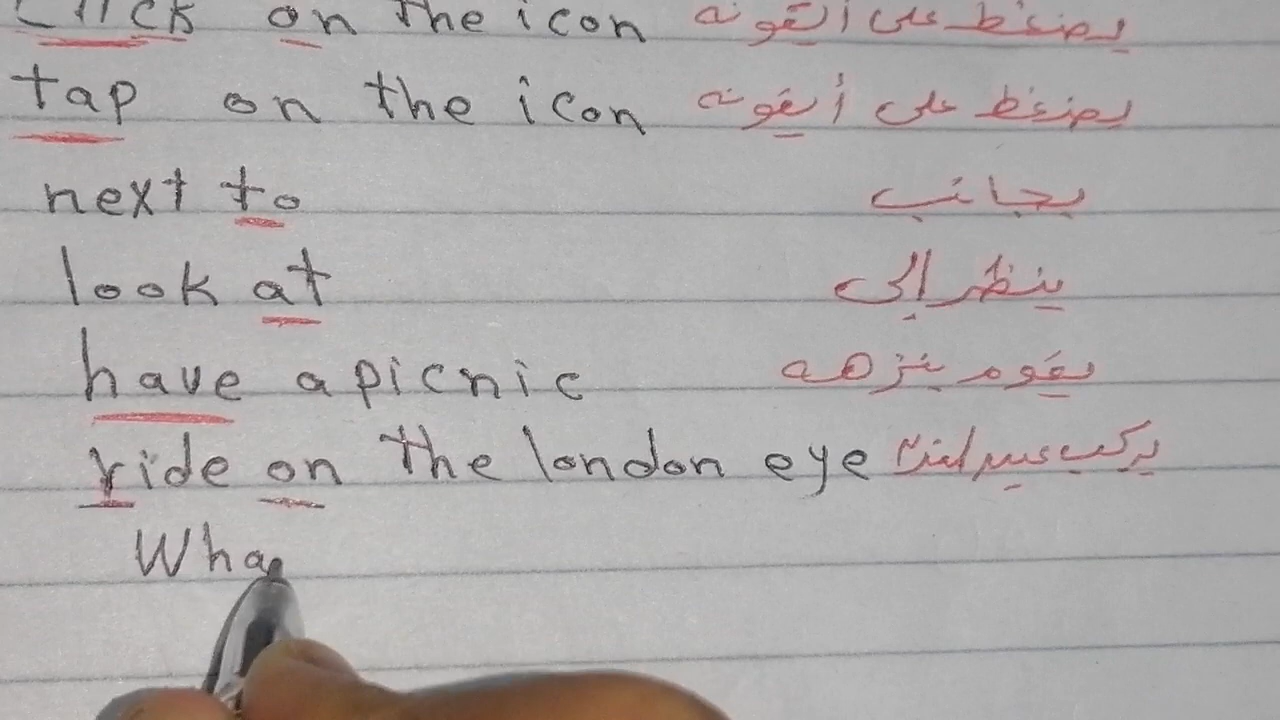 click on the icon يضغط على أيقونه
tap on the icon يضغط على أيقونه
next to بجانب
look at ينظر إلى
have a picnic يقوم بنزهه
ride on the london eye يركب
Wha